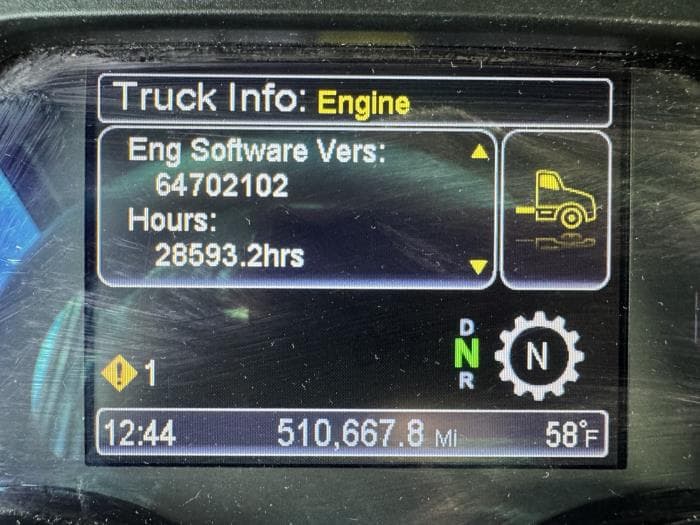 Truck Info: Engine
Eng Software Vers:
64702102
Hours:
28593.2hrs
D
N
R
N
1
12:44 510,667.8 Mi 58°F